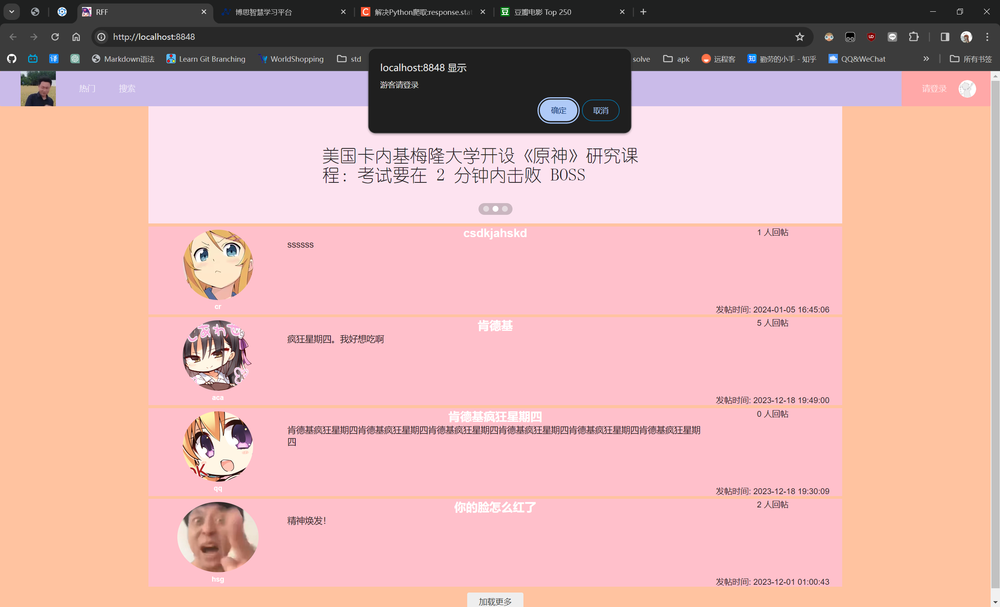 RFF
博思智慧学习平台
解决Python爬取:response.stat
豆瓣电影 Top 250
http://localhost:8848
译
Markdown语法
Learn Git Branching
WorldShopping
std
solve
apk
远程客
知
勤劳的小手 - 知乎
QQ&WeChat
所有书签
localhost:8848 显示
游客请登录
确定
取消
热门
搜索
请登录
美国卡内基梅隆大学开设《原神》研究课
程：考试要在 2 分钟内击败 BOSS
csdkjahskd
1 人回帖
ssssss
cr
发帖时间: 2024-01-05 16:45:06
肯德基
5 人回帖
しあわせ
疯狂星期四。我好想吃啊
aca
发帖时间: 2023-12-18 19:49:00
肯德基疯狂星期四
0 人回帖
肯德基疯狂星期四肯德基疯狂星期四肯德基疯狂星期四肯德基疯狂星期四肯德基疯狂星期四肯德基疯狂星期
四
qq
发帖时间: 2023-12-18 19:30:09
你的脸怎么红了
2 人回帖
精神焕发！
hsg
发帖时间: 2023-12-01 01:00:43
加载更多